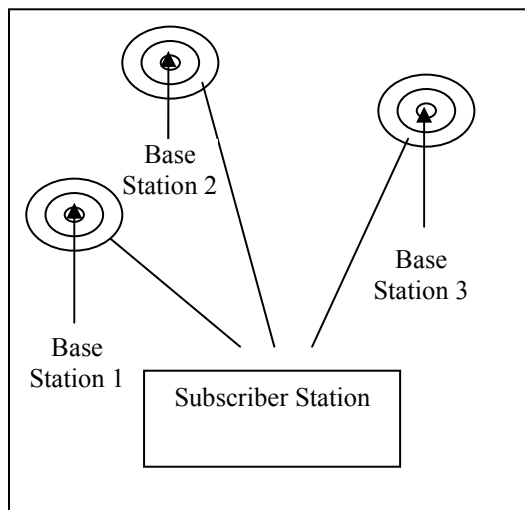 Base
Station 2
Base
Station 3
Base
Station 1
Subscriber Station